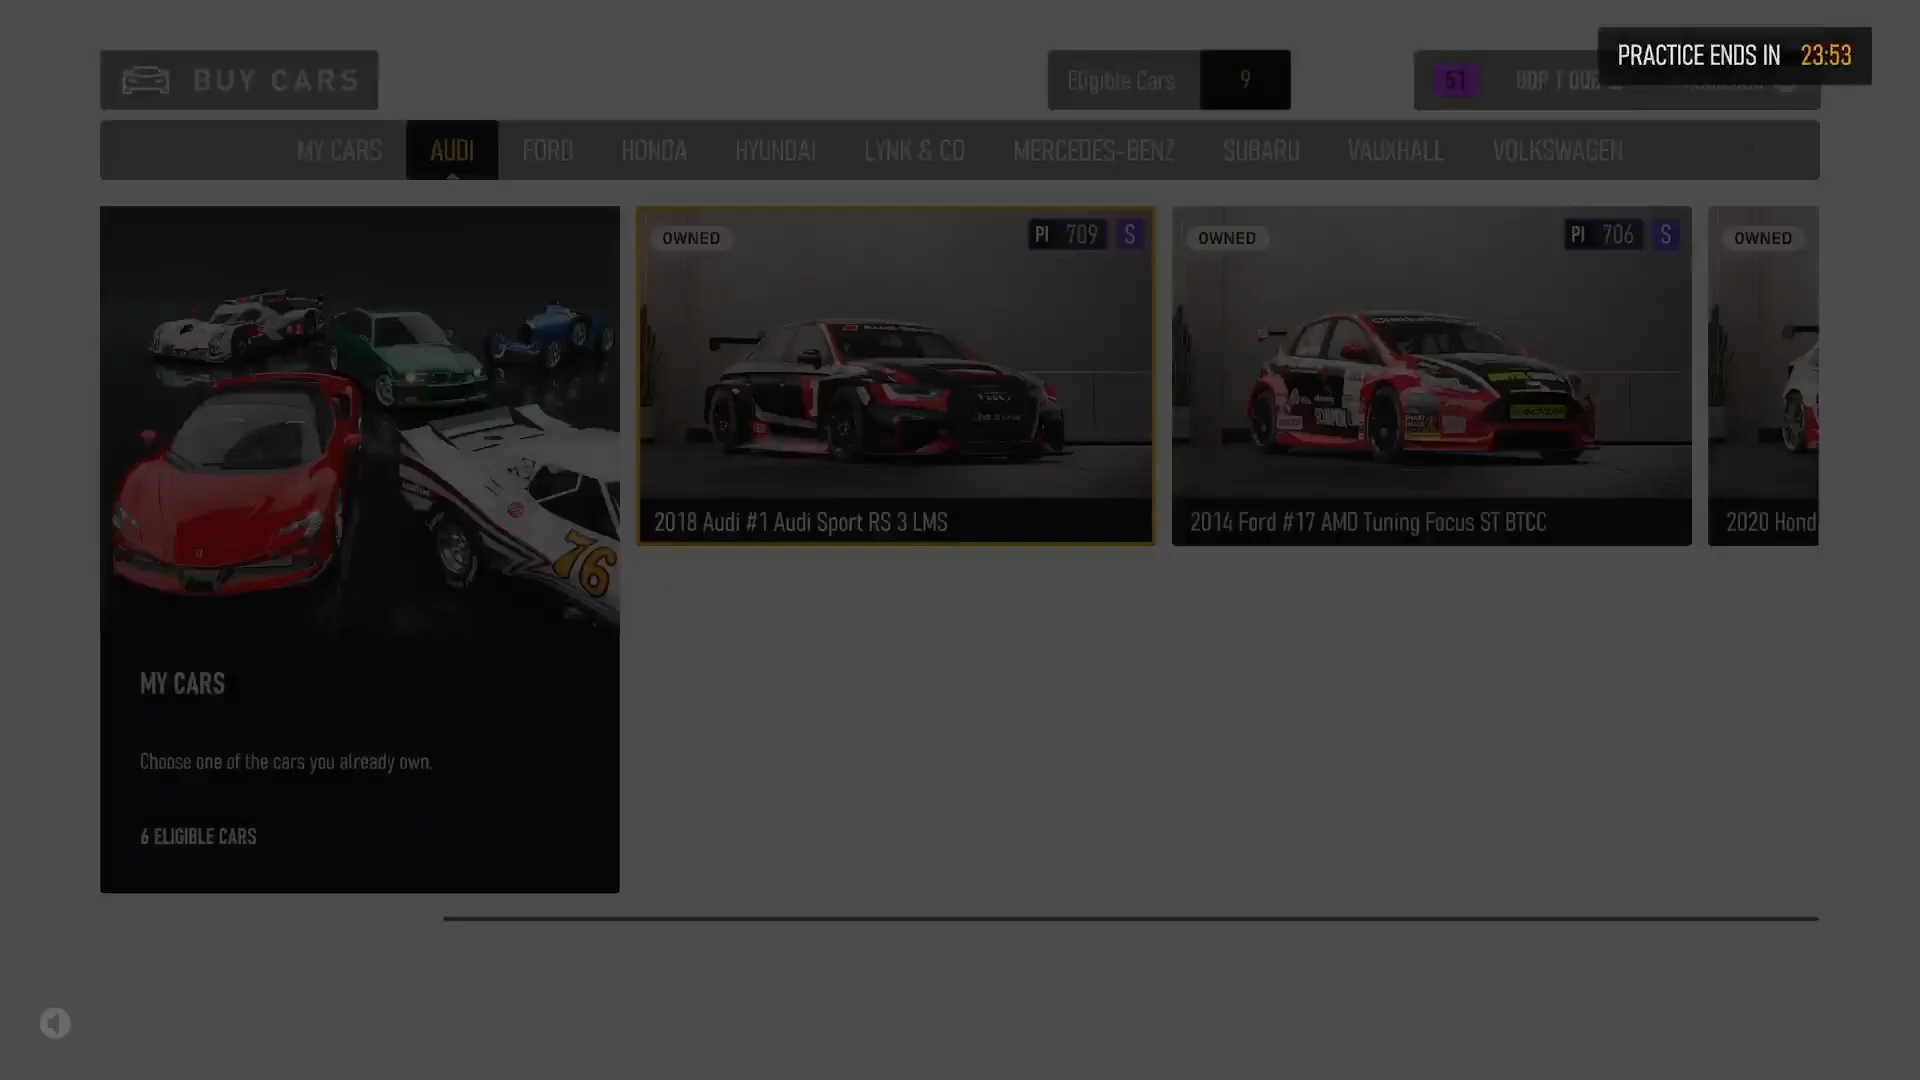 PRACTICE ENDS IN 23:53
BUY CARS
Eligible Cars 9
51
MY CARS AUDI FORD HONDA HYUNDAI LYNK & CO MERCEDES-BENZ SUBARU VAUXHALL VOLKSWAGEN
OWNED PI 709 S
2018 Audi #1 Audi Sport RS 3 LMS
OWNED PI 706 S
2014 Ford #17 AMD Tuning Focus ST BTCC
OWNED
2020 Hond
76
MY CARS
Choose one of the cars you already own.
6 ELIGIBLE CARS